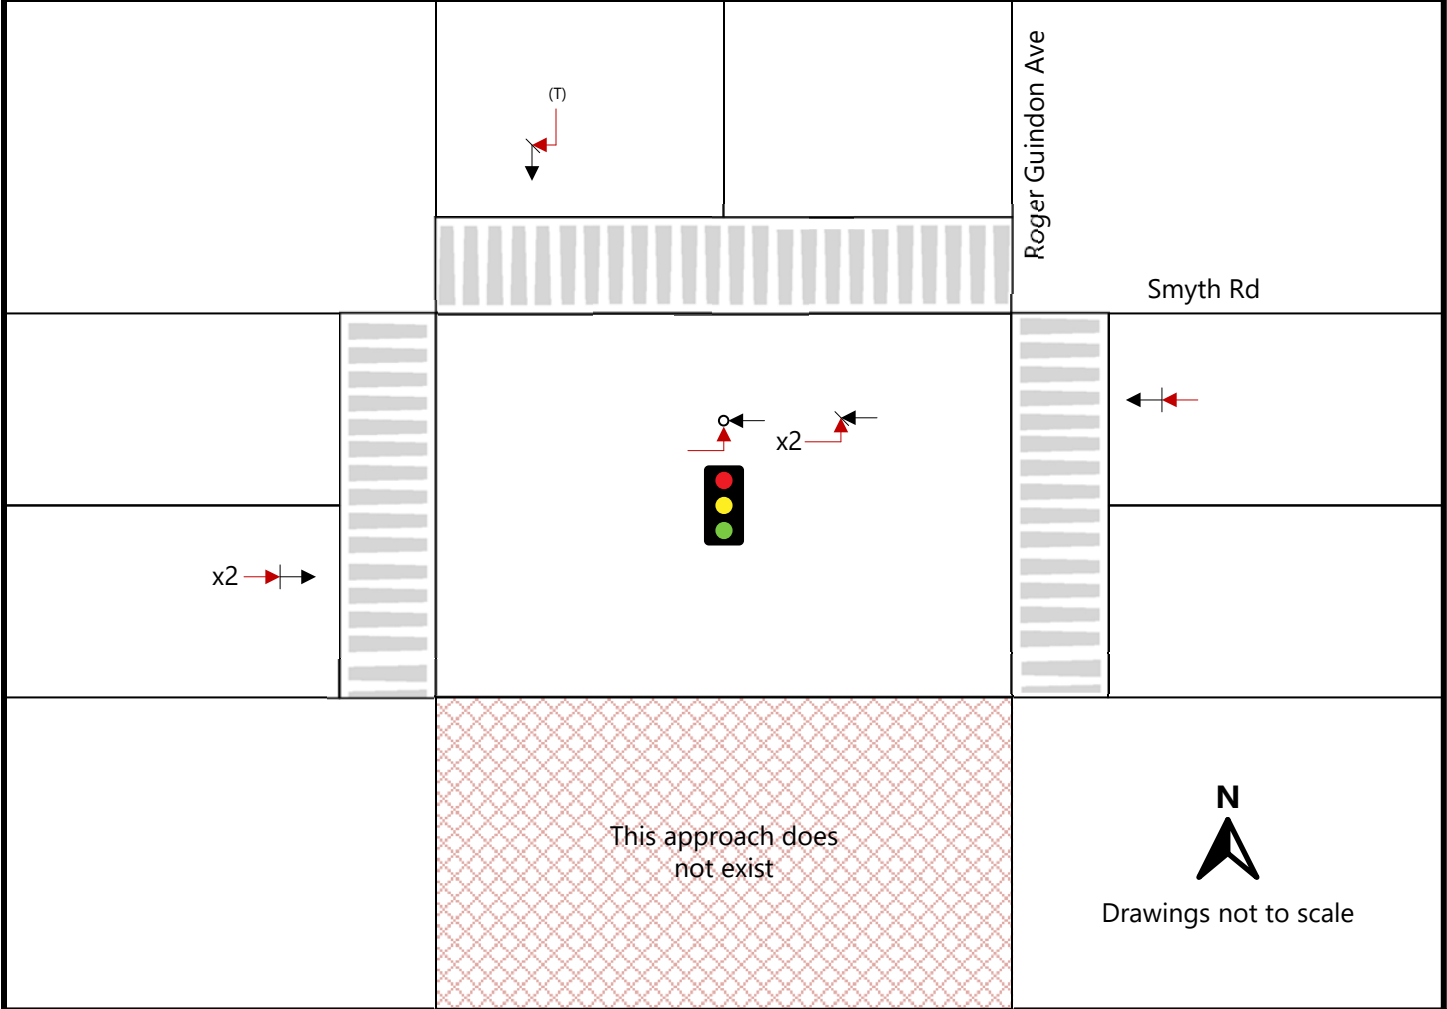 (T)
Roger Guindon Ave
Smyth Rd
x2
x2
This approach does
not exist
N
Drawings not to scale